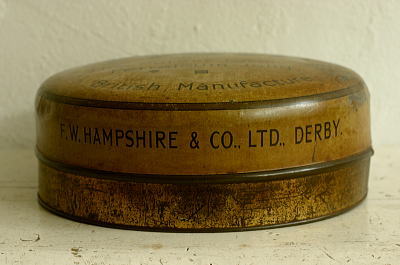 British Manufacture
F.W. HAMPSHIRE & CO., LTD., DERBY.